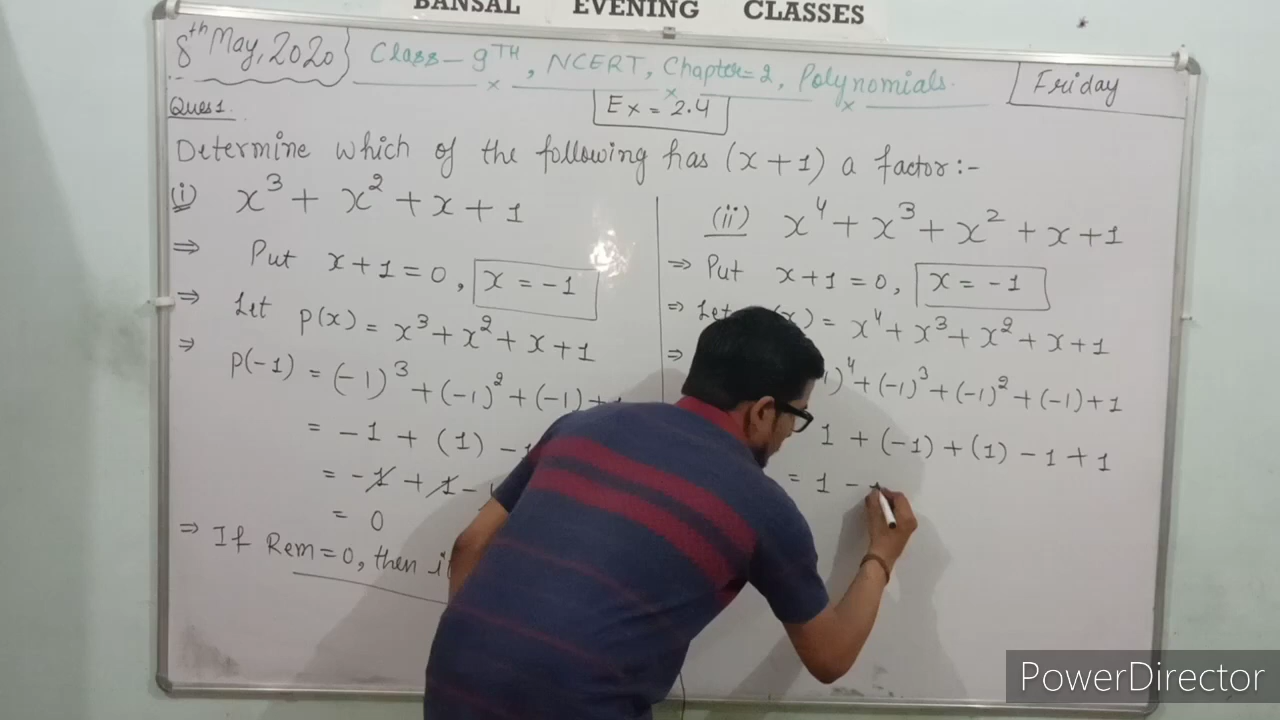 BANSAL EVENING CLASSES
8th May, 2020 Class - 9TH, NCERT, Chapter = 2, Polynomials. Friday
Ques 1. Ex = 2.4
Determine which of the following has (x + 1) a factor :-
(i) x³ + x² + x + 1
⇒ Put x + 1 = 0, x = -1
⇒ Let p(x) = x³ + x² + x + 1
⇒ p(-1) = (-1)³ + (-1)² + (-1) +
= -1 + (1) -
= -1 + 1 -
= 0
⇒ If Rem = 0, then
(ii) x⁴ + x³ + x² + x + 1
⇒ Put x + 1 = 0, x = -1
⇒ Let (x) = x⁴ + x³ + x² + x + 1
⇒ 1)⁴ + (-1)³ + (-1)² + (-1) + 1
1 + (-1) + (1) - 1 + 1
= 1 -
PowerDirector